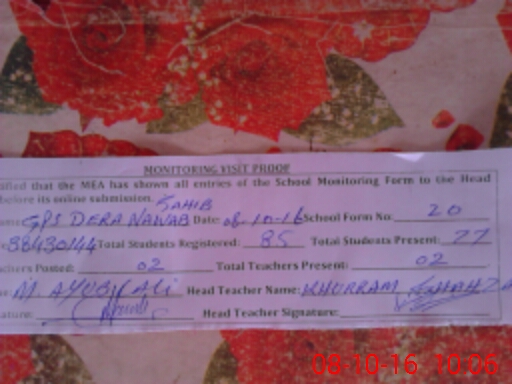 MONITORING VISIT PROOF
ified that the MEA has shown all entries of the School Monitoring Form to the Head
before its online submission. SAHIB
GPS DERA NAWAB Date: 08-10-16 School Form No: 20
38430144 Total Students Registered: 85 Total Students Present: 77
chers Posted: 02 Total Teachers Present: 02
M. AYUB ALI Head Teacher Name: KHURRAM
ature: Head Teacher Signature:
08-10-16 10:06